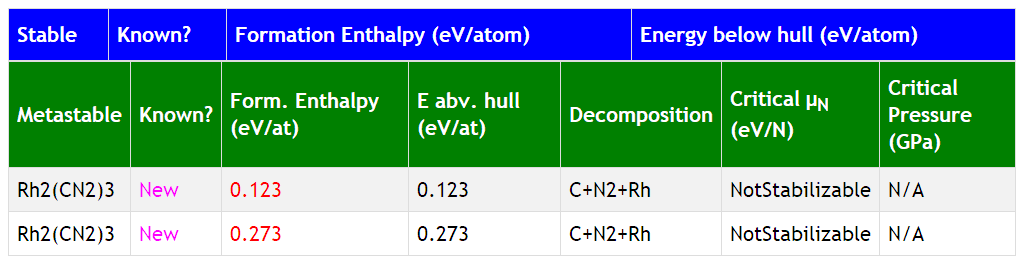 Stable Known? Formation Enthalpy (eV/atom) Energy below hull (eV/atom)
Metastable Known? Form. Enthalpy (eV/at) E abv. hull (eV/at) Decomposition Critical μN (eV/N) Critical Pressure (GPa)
Rh2(CN2)3 New 0.123 0.123 C+N2+Rh NotStabilizable N/A
Rh2(CN2)3 New 0.273 0.273 C+N2+Rh NotStabilizable N/A